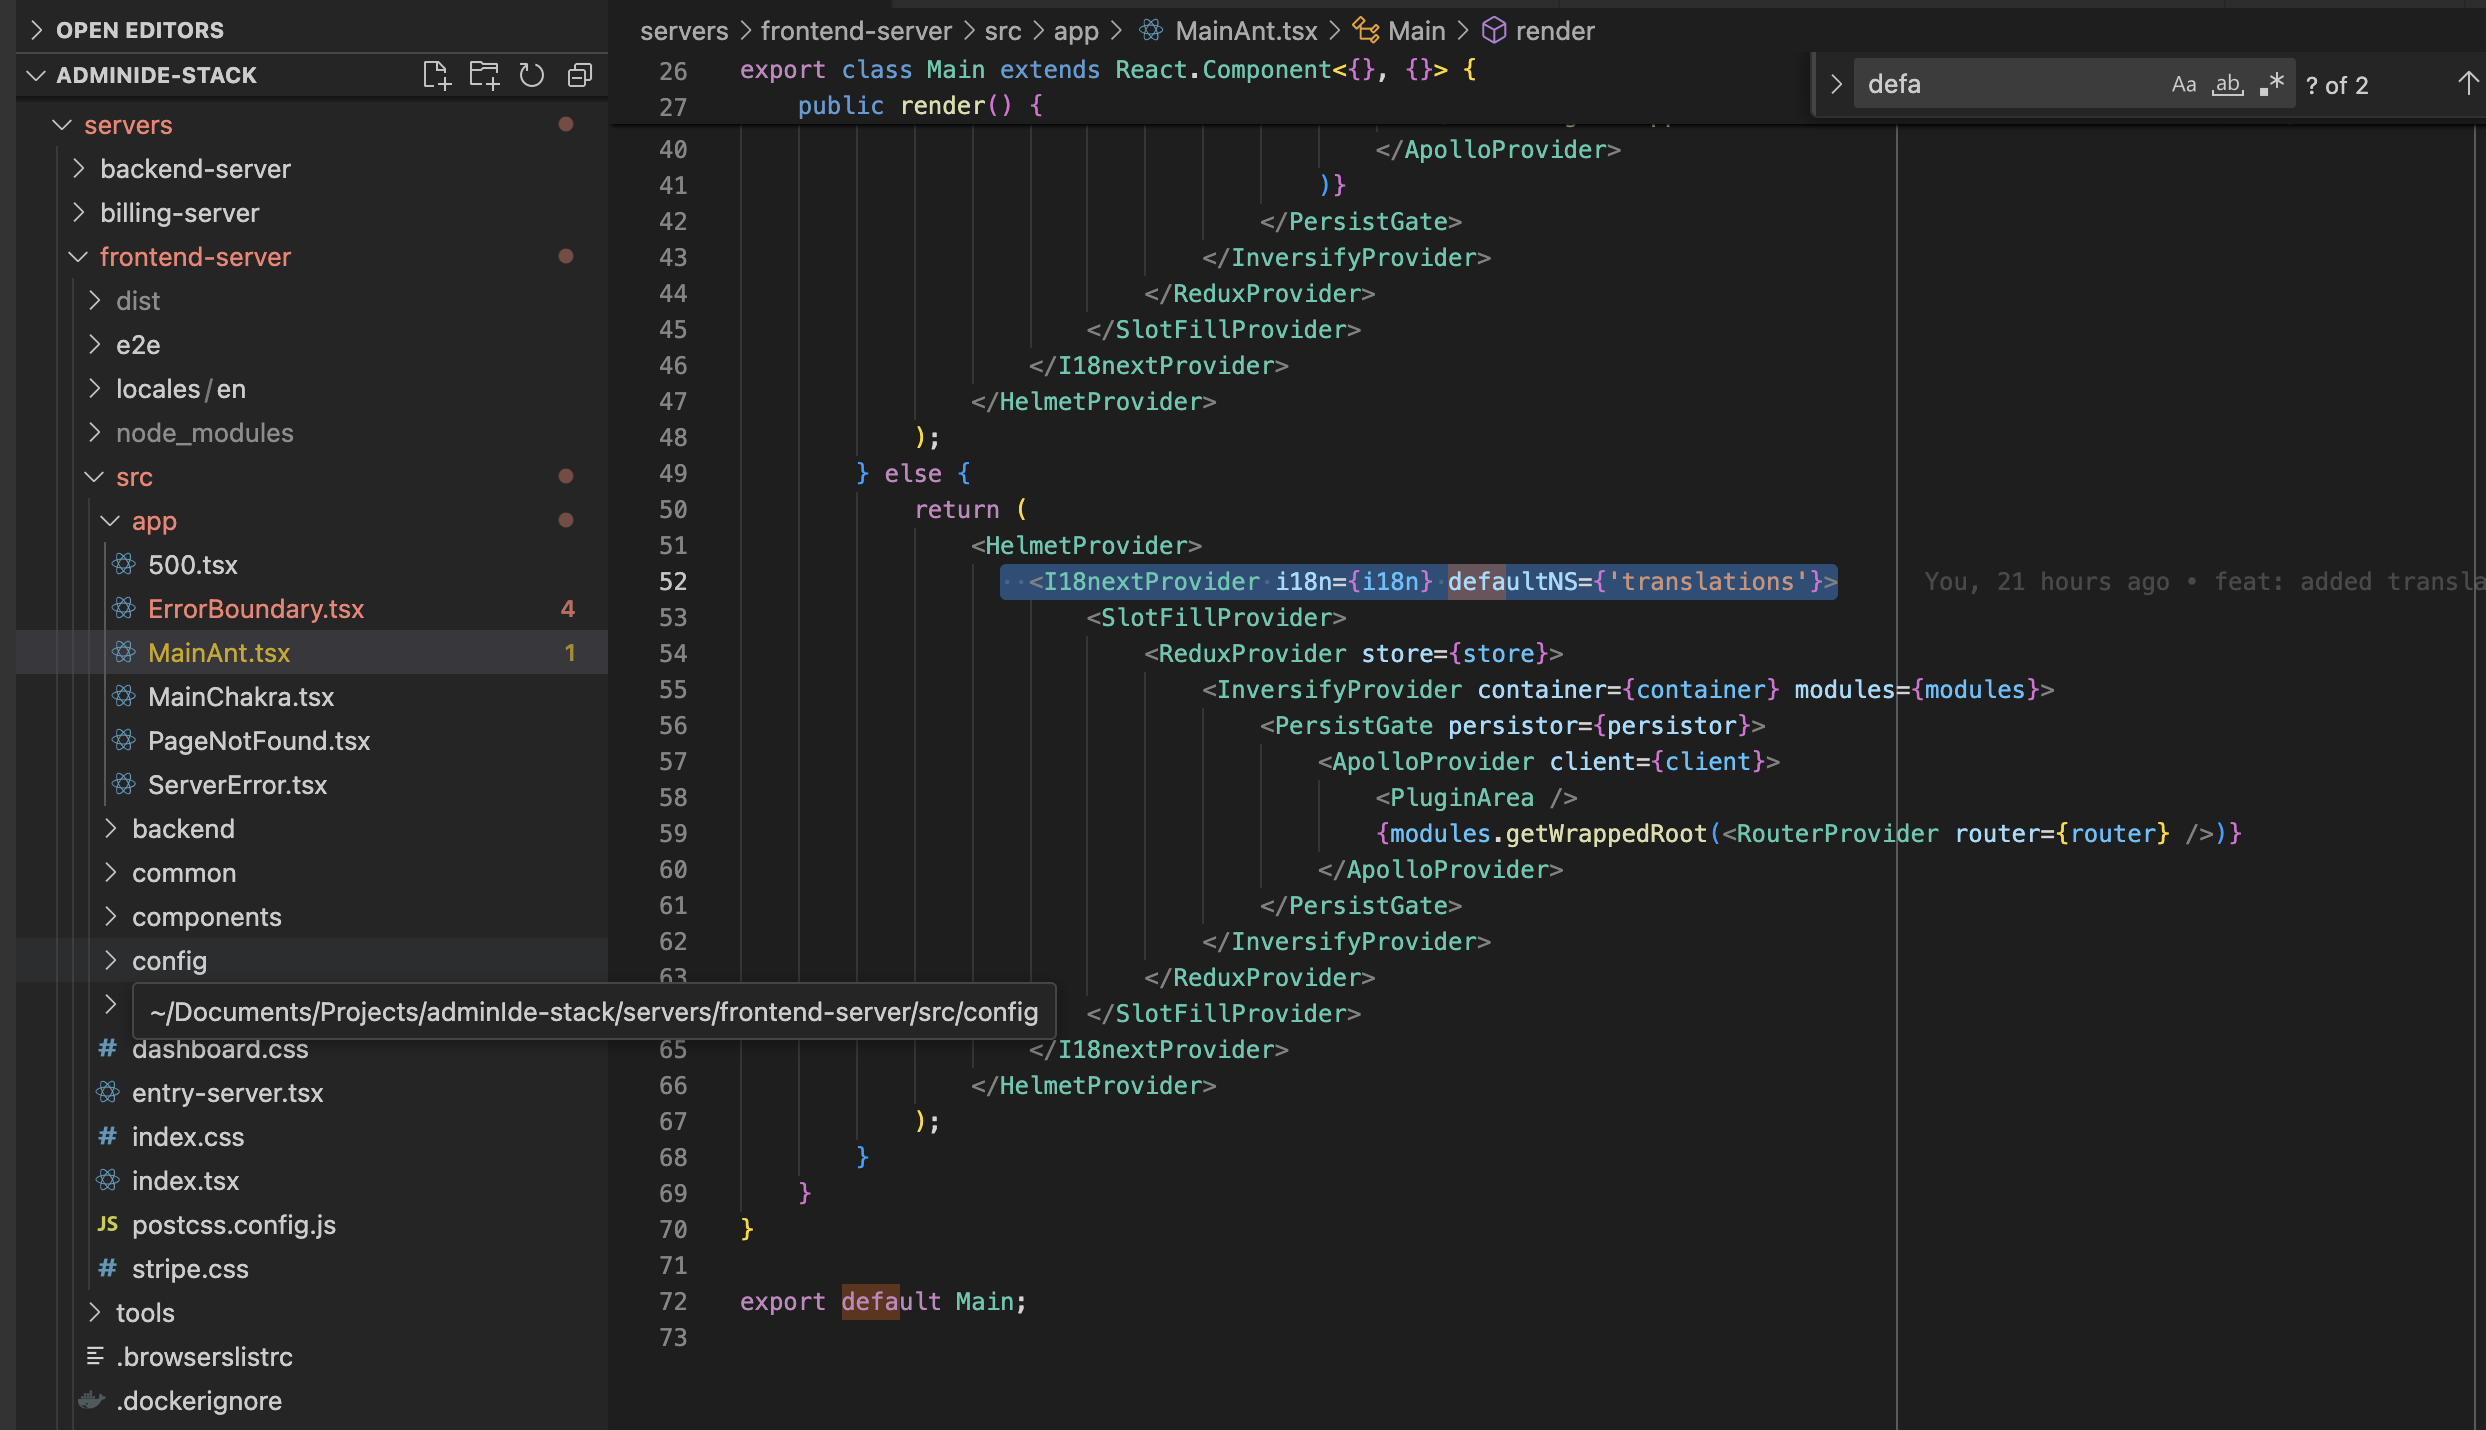 OPEN EDITORS
ADMINIDE-STACK
servers
backend-server
billing-server
frontend-server
dist
e2e
locales/en
node_modules
src
app
500.tsx
ErrorBoundary.tsx 4
MainAnt.tsx 1
MainChakra.tsx
PageNotFound.tsx
ServerError.tsx
backend
common
components
config
~/Documents/Projects/adminIde-stack/servers/frontend-server/src/config
# dashboard.css
entry-server.tsx
# index.css
index.tsx
JS postcss.config.js
# stripe.css
tools
.browserslistrc
.dockerignore
servers > frontend-server > src > app > MainAnt.tsx > Main > render
defa Aa ab .* ? of 2
26 export class Main extends React.Component<{}, {}> {
27 public render() {
40 </ApolloProvider>
41 )}
42 </PersistGate>
43 </InversifyProvider>
44 </ReduxProvider>
45 </SlotFillProvider>
46 </I18nextProvider>
47 </HelmetProvider>
48 );
49 } else {
50 return (
51 <HelmetProvider>
52 <I18nextProvider i18n={i18n} defaultNS={'translations'}> You, 21 hours ago • feat: added transla
53 <SlotFillProvider>
54 <ReduxProvider store={store}>
55 <InversifyProvider container={container} modules={modules}>
56 <PersistGate persistor={persistor}>
57 <ApolloProvider client={client}>
58 <PluginArea />
59 {modules.getWrappedRoot(<RouterProvider router={router} />)}
60 </ApolloProvider>
61 </PersistGate>
62 </InversifyProvider>
63 </ReduxProvider>
</SlotFillProvider>
65 </I18nextProvider>
66 </HelmetProvider>
67 );
68 }
69 }
70 }
71
72 export default Main;
73